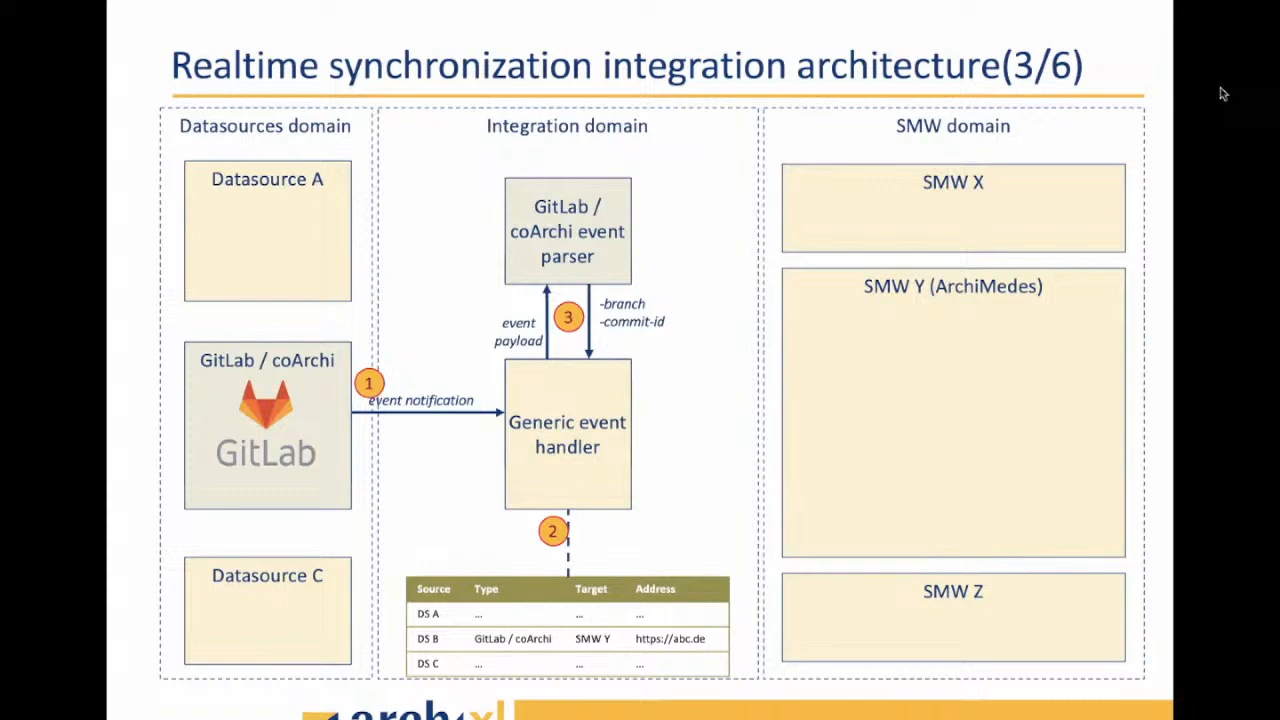 Realtime synchronization integration architecture(3/6)
Datasources domain
Integration domain
SMW domain
Datasource A
GitLab / coArchi
GitLab
Datasource C
GitLab /
coArchi event
parser
event
payload
3
-branch
-commit-id
1
event notification
Generic event
handler
2
Source Type Target Address
DS A ... ... ...
DS B GitLab / coArchi SMW Y https://abc.de
DS C ... ... ...
SMW X
SMW Y (ArchiMedes)
SMW Z